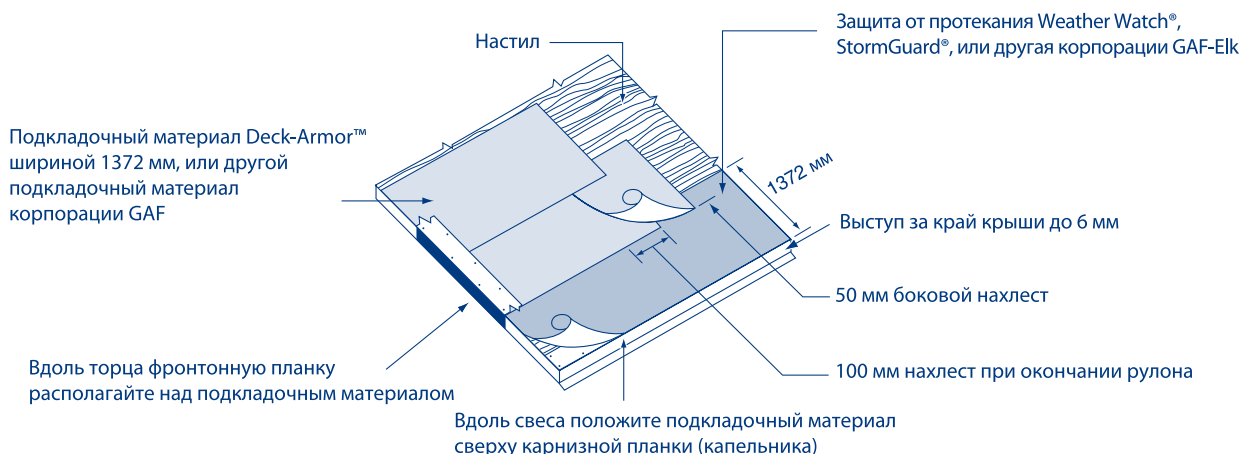 Защита от протекания Weather Watch®,
StormGuard®, или другая корпорации GAF-Elk
Настил
Подкладочный материал Deck-Armor™
шириной 1372 мм, или другой
подкладочный материал
корпорации GAF
1372 мм
Выступ за край крыши до 6 мм
50 мм боковой нахлест
100 мм нахлест при окончании рулона
Вдоль торца фронтонную планку
располагайте над подкладочным материалом
Вдоль свеса положите подкладочный материал
сверху карнизной планки (капельника)